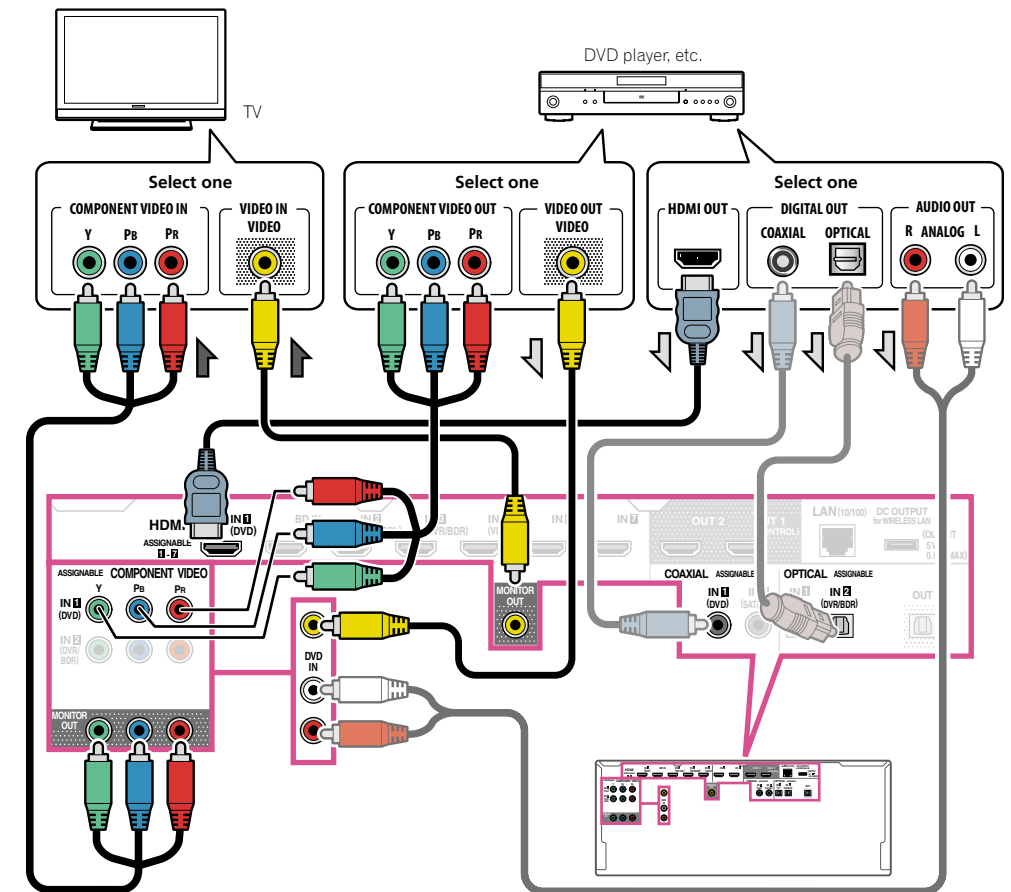 DVD player, etc.
TV
Select one
COMPONENT VIDEO IN
VIDEO IN
VIDEO
Y PB PR
Select one
COMPONENT VIDEO OUT
VIDEO OUT
VIDEO
Y PB PR
Select one
HDMI OUT
DIGITAL OUT
COAXIAL OPTICAL
AUDIO OUT
R ANALOG L
IN 1
(DVD)
ASSIGNABLE
1 - 7
IN 7
OUT 2
LAN (10/100)
DC OUTPUT
for WIRELESS LAN
ASSIGNABLE COMPONENT VIDEO
Y PB PR
IN 1
(DVD)
IN 2
(DVR/
BDR)
MONITOR
OUT
DVD
IN
MONITOR
OUT
COAXIAL ASSIGNABLE
IN 1
(DVD)
OPTICAL ASSIGNABLE
IN 1
IN 2
(DVR/BDR)
OUT